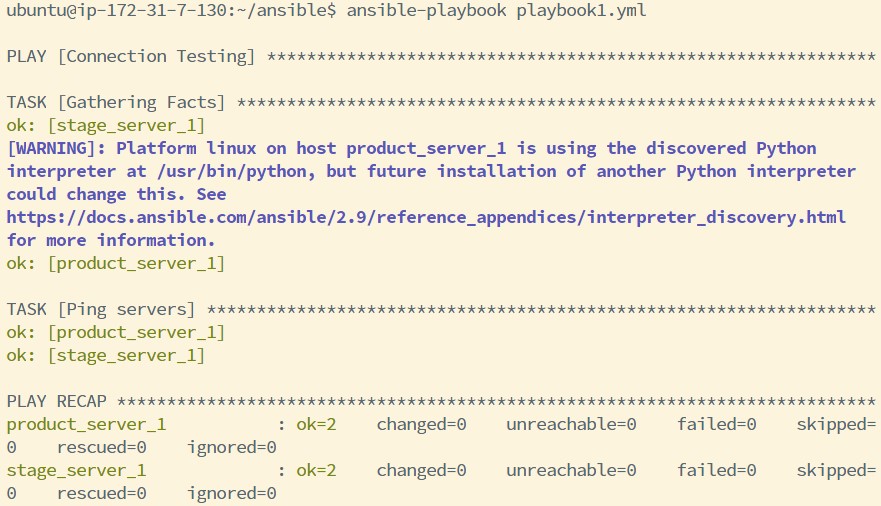 ubuntu@ip-172-31-7-130:~/ansible$ ansible-playbook playbook1.yml
PLAY [Connection Testing] *************************************************************
TASK [Gathering Facts] ****************************************************************
ok: [stage_server_1]
[WARNING]: Platform linux on host product_server_1 is using the discovered Python
interpreter at /usr/bin/python, but future installation of another Python interpreter
could change this. See
https://docs.ansible.com/ansible/2.9/reference_appendices/interpreter_discovery.html
for more information.
ok: [product_server_1]
TASK [Ping servers] *******************************************************************
ok: [product_server_1]
ok: [stage_server_1]
PLAY RECAP ****************************************************************************
product_server_1           : ok=2    changed=0    unreachable=0    failed=0    skipped=
0    rescued=0    ignored=0
stage_server_1             : ok=2    changed=0    unreachable=0    failed=0    skipped=
0    rescued=0    ignored=0